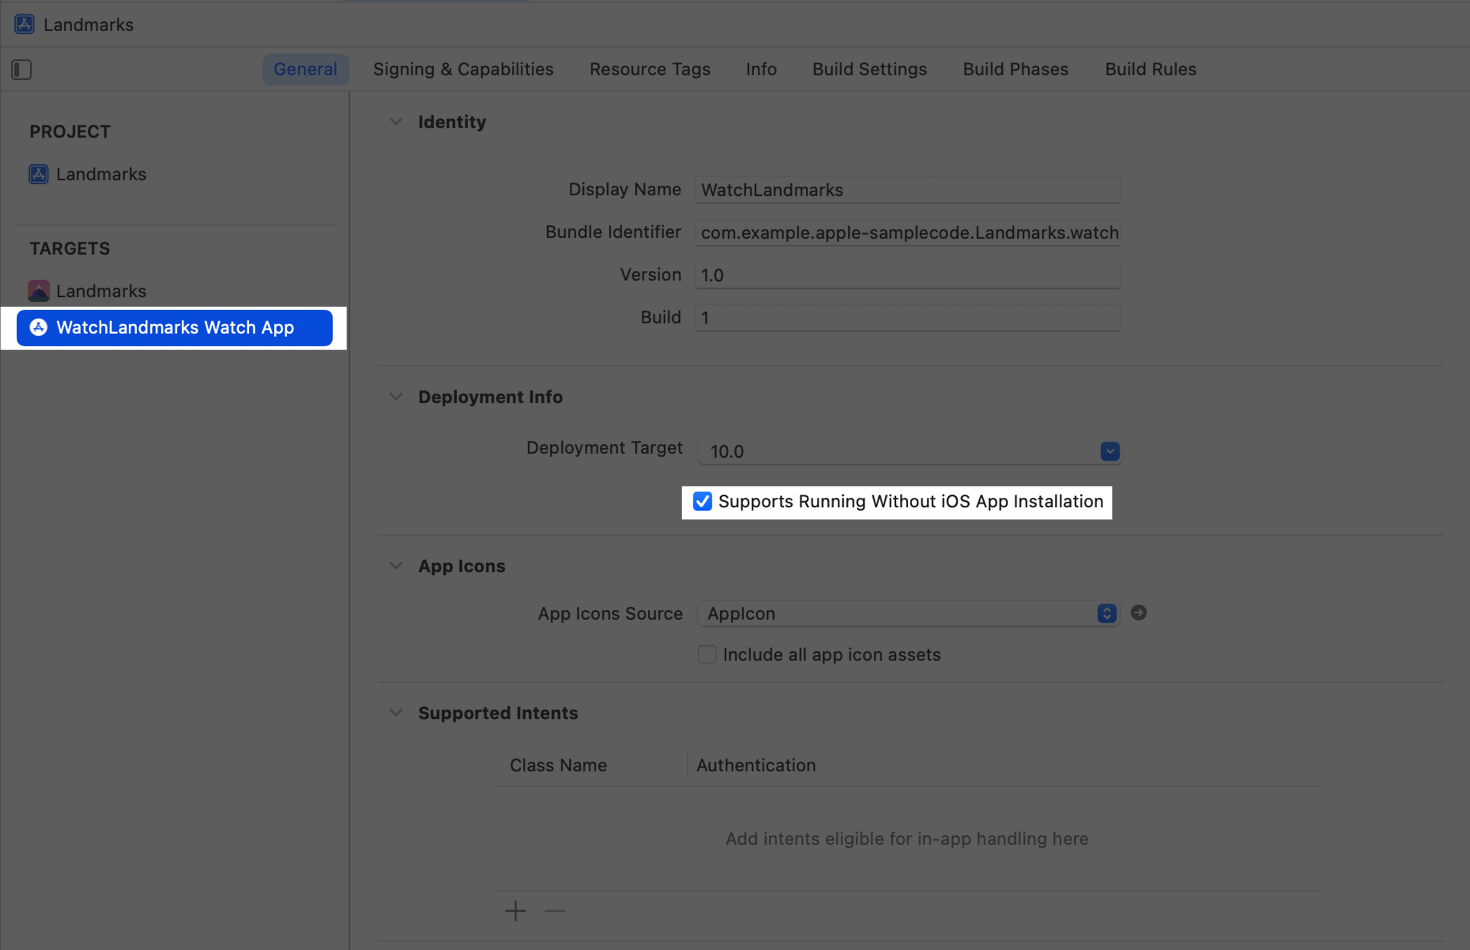 Landmarks
General Signing & Capabilities Resource Tags Info Build Settings Build Phases Build Rules
PROJECT
Landmarks
TARGETS
Landmarks
WatchLandmarks Watch App
Identity
Display Name WatchLandmarks
Bundle Identifier com.example.apple-samplecode.Landmarks.watch
Version 1.0
Build 1
Deployment Info
Deployment Target 10.0
Supports Running Without iOS App Installation
App Icons
App Icons Source AppIcon
Include all app icon assets
Supported Intents
Class Name Authentication
Add intents eligible for in-app handling here